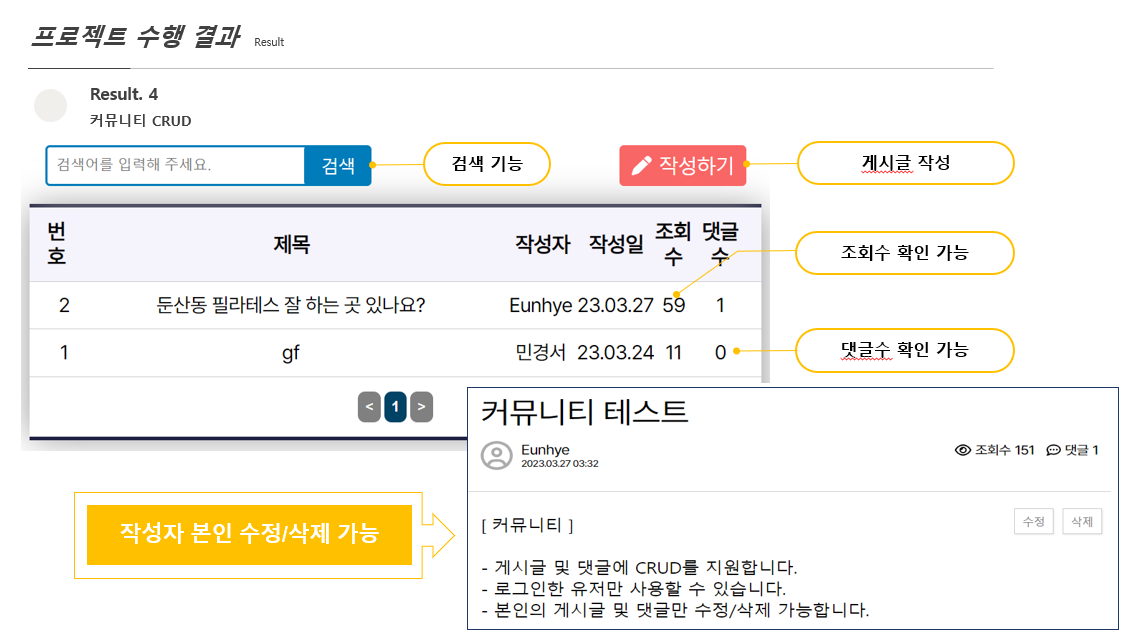 프로젝트 수행 결과 Result
Result. 4
커뮤니티 CRUD
검색어를 입력해 주세요. 검색 검색 기능 작성하기 게시글 작성
번호 제목 작성자 작성일 조회수 댓글수
조회수 확인 가능
2 둔산동 필라테스 잘 하는 곳 있나요? Eunhye 23.03.27 59 1
1 gf 민경서 23.03.24 11 0
댓글수 확인 가능
< 1 >
커뮤니티 테스트
Eunhye
2023.03.27 03:32
조회수 151 댓글 1
작성자 본인 수정/삭제 가능
[ 커뮤니티 ] 수정 삭제
- 게시글 및 댓글에 CRUD를 지원합니다.
- 로그인한 유저만 사용할 수 있습니다.
- 본인의 게시글 및 댓글만 수정/삭제 가능합니다.